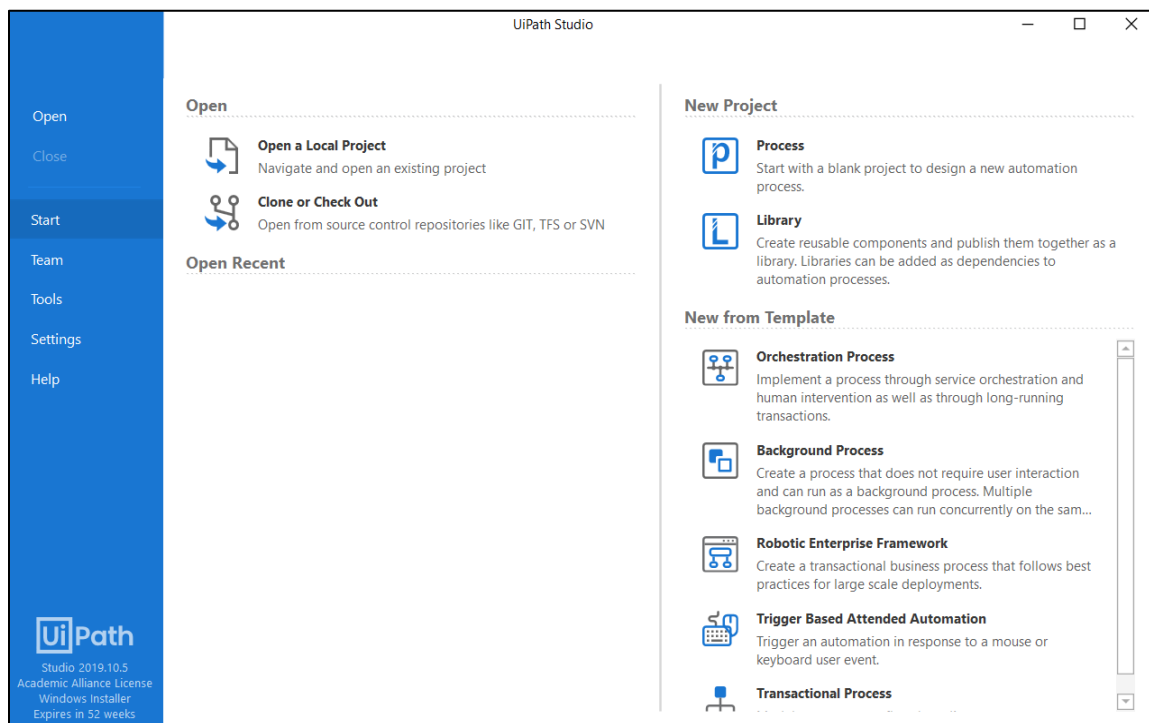 UiPath Studio
Open
Close
Start
Team
Tools
Settings
Help
UiPath
Studio 2019.10.5
Academic Alliance License
Windows Installer
Expires in 52 weeks
Open
Open a Local Project
Navigate and open an existing project
Clone or Check Out
Open from source control repositories like GIT, TFS or SVN
Open Recent
New Project
Process
Start with a blank project to design a new automation
process.
Library
Create reusable components and publish them together as a
library. Libraries can be added as dependencies to
automation processes.
New from Template
Orchestration Process
Implement a process through service orchestration and
human intervention as well as through long-running
transactions.
Background Process
Create a process that does not require user interaction
and can run as a background process. Multiple
background processes can run concurrently on the sam...
Robotic Enterprise Framework
Create a transactional business process that follows best
practices for large scale deployments.
Trigger Based Attended Automation
Trigger an automation in response to a mouse or
keyboard user event.
Transactional Process